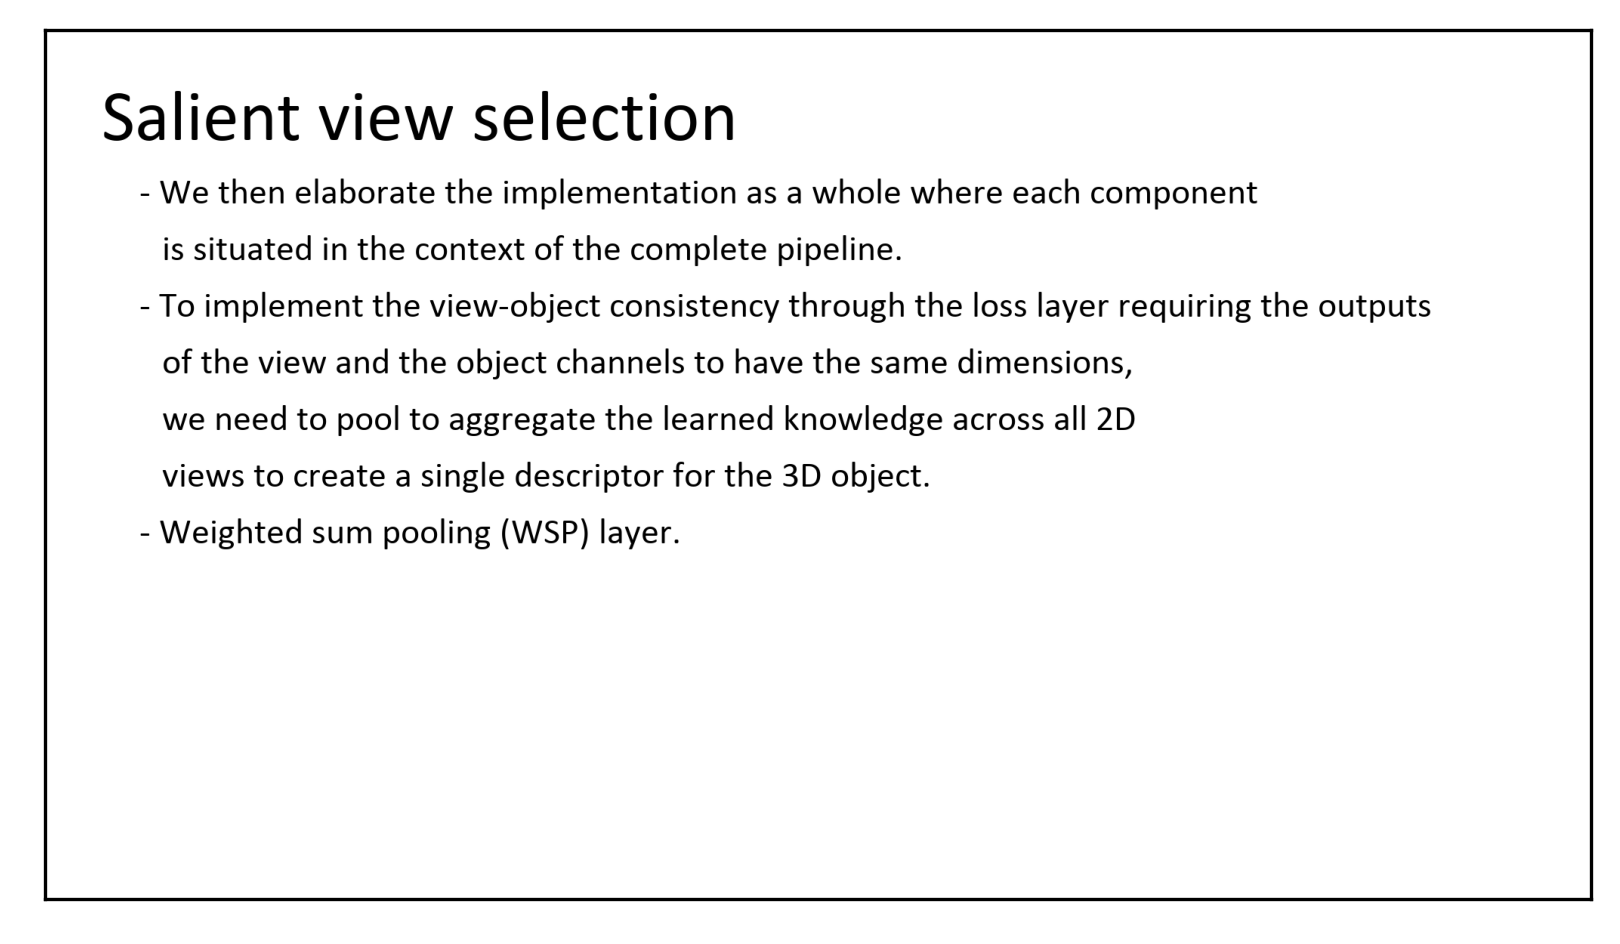 Salient view selection
- We then elaborate the implementation as a whole where each component
is situated in the context of the complete pipeline.
- To implement the view-object consistency through the loss layer requiring the outputs
of the view and the object channels to have the same dimensions,
we need to pool to aggregate the learned knowledge across all 2D
views to create a single descriptor for the 3D object.
- Weighted sum pooling (WSP) layer.